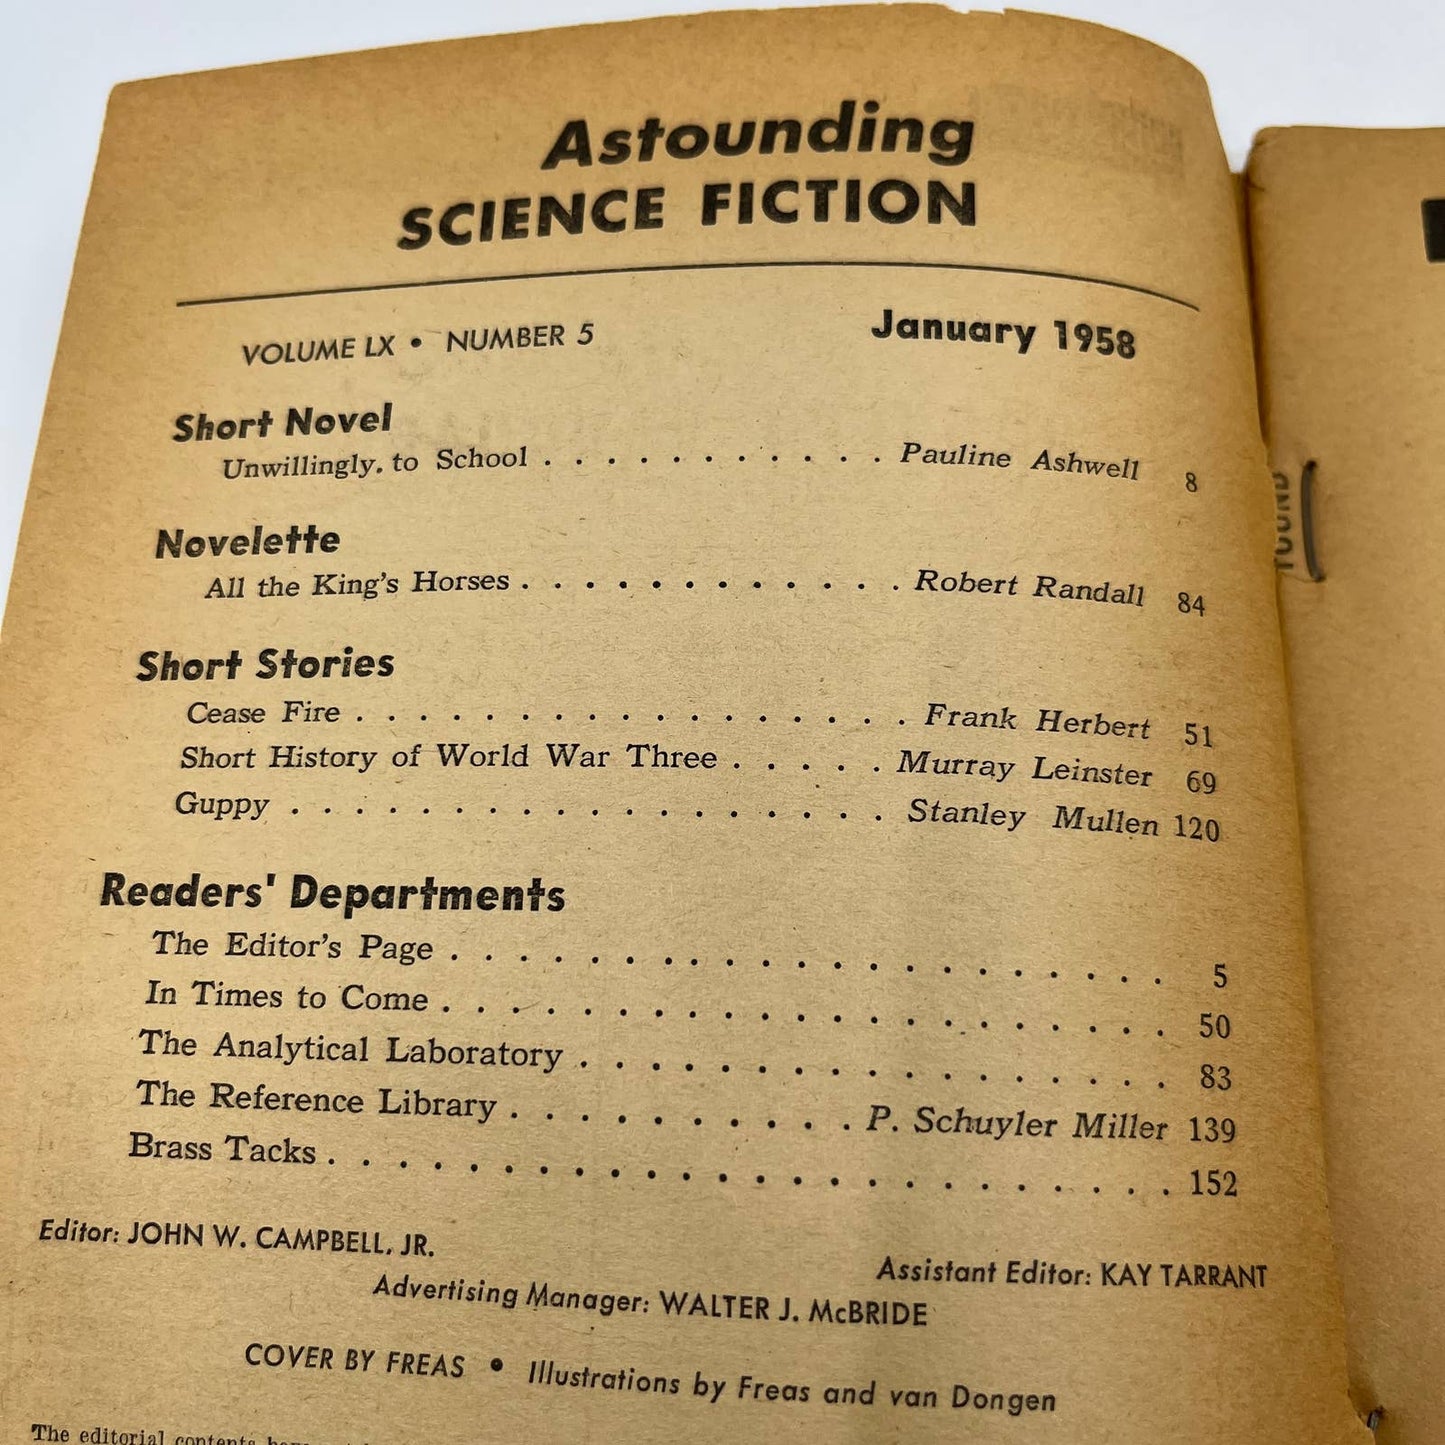 Astounding
SCIENCE FICTION
VOLUME LX • NUMBER 5 January 1958
Short Novel
Unwillingly, to School . . . . . . . . . . . Pauline Ashwell 8
Novelette
All the King's Horses . . . . . . . . . . . . Robert Randall 84
Short Stories
Cease Fire . . . . . . . . . . . . . . . . . Frank Herbert 51
Short History of World War Three . . . . . Murray Leinster 69
Guppy . . . . . . . . . . . . . . . . . . Stanley Mullen 120
Readers' Departments
The Editor's Page . . . . . . . . . . . . . . . . . . . . . 5
In Times to Come . . . . . . . . . . . . . . . . . . . . . 50
The Analytical Laboratory . . . . . . . . . . . . . . . . . 83
The Reference Library . . . . . . . . . . P. Schuyler Miller 139
Brass Tacks . . . . . . . . . . . . . . . . . . . . . . . . 152
Editor: JOHN W. CAMPBELL, JR.
Assistant Editor: KAY TARRANT
Advertising Manager: WALTER J. McBRIDE
COVER BY FREAS • Illustrations by Freas and van Dongen
The editorial contents